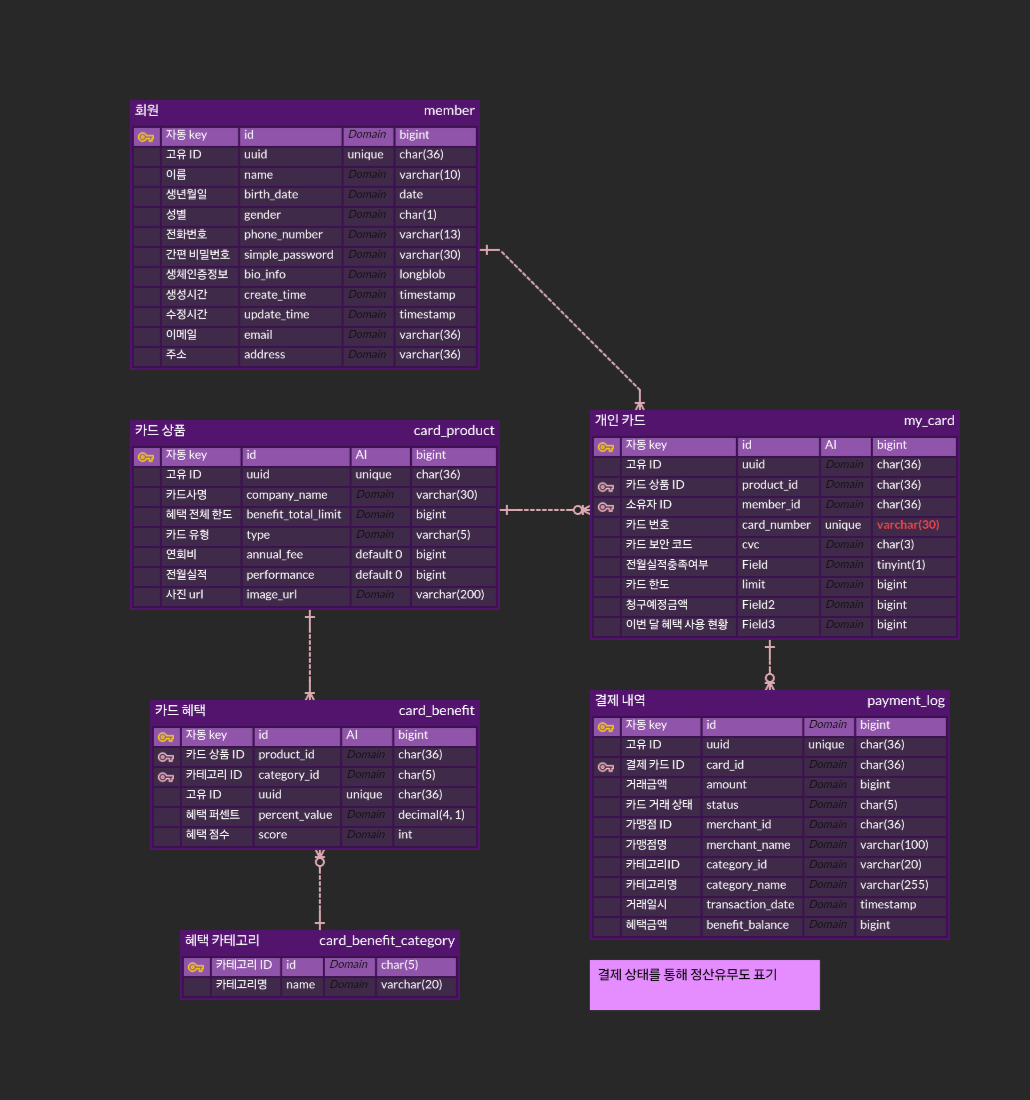 회원 member
자동 key id Domain bigint
고유 ID uuid unique char(36)
이름 name Domain varchar(10)
생년월일 birth_date Domain date
성별 gender Domain char(1)
전화번호 phone_number Domain varchar(13)
간편 비밀번호 simple_password Domain varchar(30)
생체인증정보 bio_info Domain longblob
생성시간 create_time Domain timestamp
수정시간 update_time Domain timestamp
이메일 email Domain varchar(36)
주소 address Domain varchar(36)
카드 상품 card_product
자동 key id AI bigint
고유 ID uuid unique char(36)
카드사명 company_name Domain varchar(30)
혜택 전체 한도 benefit_total_limit Domain bigint
카드 유형 type Domain varchar(5)
연회비 annual_fee default 0 bigint
전월실적 performance default 0 bigint
사진 url image_url Domain varchar(200)
개인 카드 my_card
자동 key id AI bigint
고유 ID uuid Domain char(36)
카드 상품 ID product_id Domain char(36)
소유자 ID member_id Domain char(36)
카드 번호 card_number unique varchar(30)
카드 보안 코드 cvc Domain char(3)
전월실적충족여부 Field Domain tinyint(1)
카드 한도 limit Domain bigint
청구예정금액 Field2 Domain bigint
이번 달 혜택 사용 현황 Field3 Domain bigint
카드 혜택 card_benefit
자동 key id AI bigint
카드 상품 ID product_id Domain char(36)
카테고리 ID category_id Domain char(5)
고유 ID uuid unique char(36)
혜택 퍼센트 percent_value Domain decimal(4, 1)
혜택 점수 score Domain int
결제 내역 payment_log
자동 key id Domain bigint
고유 ID uuid unique char(36)
결제 카드 ID card_id Domain char(36)
거래금액 amount Domain bigint
카드 거래 상태 status Domain char(5)
가맹점 ID merchant_id Domain char(36)
가맹점명 merchant_name Domain varchar(100)
카테고리ID category_id Domain varchar(20)
카테고리명 category_name Domain varchar(255)
거래일시 transaction_date Domain timestamp
혜택금액 benefit_balance Domain bigint
혜택 카테고리 card_benefit_category
카테고리 ID id Domain char(5)
카테고리명 name Domain varchar(20)
결제 상태를 통해 정산유무도 표기